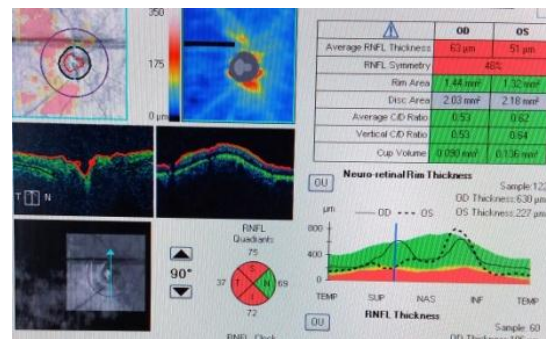 350
175
0 µm
OD OS
Average RNFL Thickness 63 µm 51 µm
RNFL Symmetry 48%
Rim Area 1.44 mm² 1.32 mm²
Disc Area 2.03 mm² 2.18 mm²
Average C/D Ratio 0.53 0.62
Vertical C/D Ratio 0.53 0.64
Cup Volume 0.090 mm³ 0.136 mm³
T N
OU Neuro-retinal Rim Thickness
Sample:122
OD Thickness:630 µm
OS Thickness:227 µm
µm OD OS
800
400
0
TEMP SUP NAS INF TEMP
RNFL
Quadrants
90°
75
S
37 T N 69
I
72
RNFL Clock
OU RNFL Thickness
Sample: 60